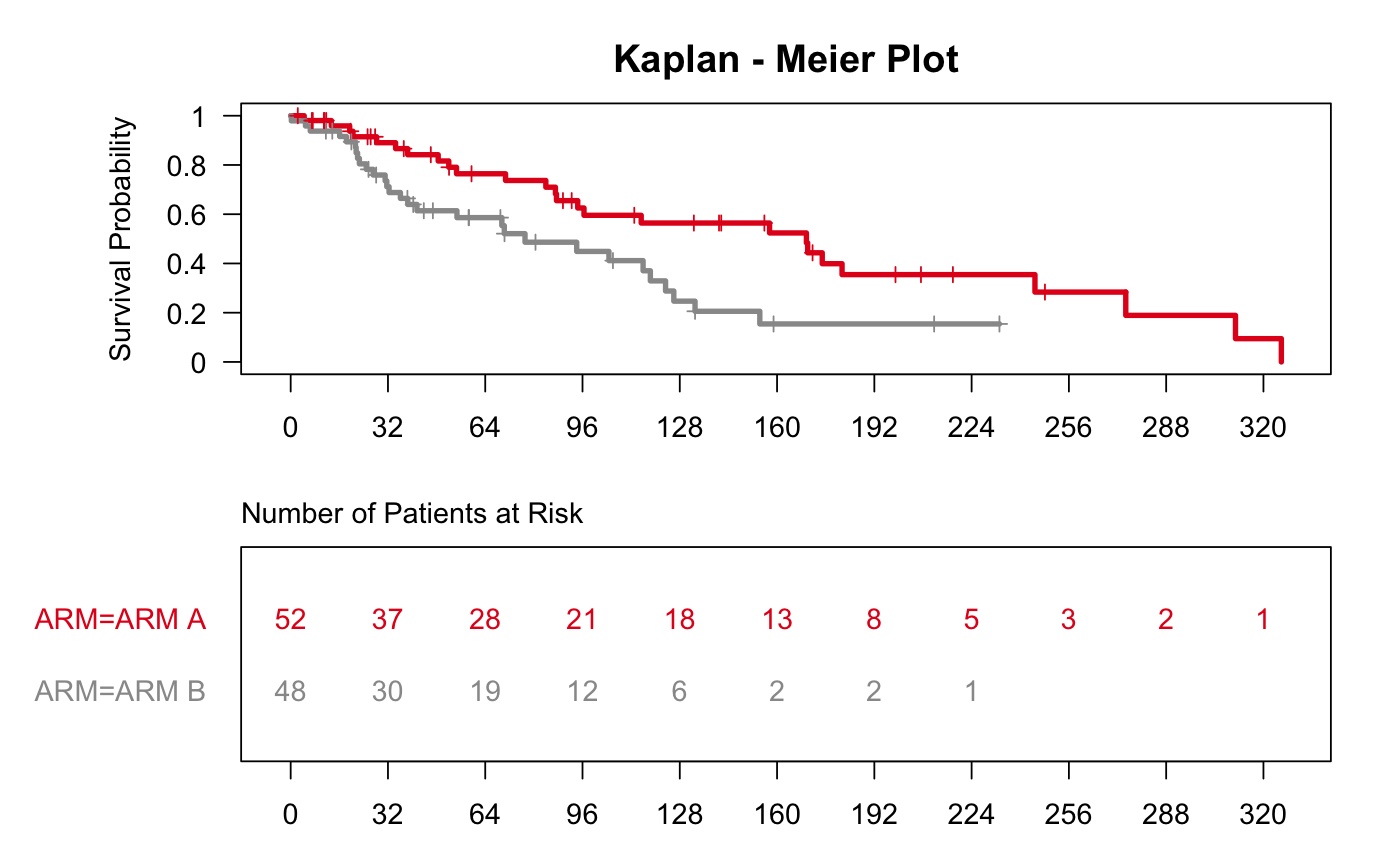 Kaplan - Meier Plot
Survival Probability
1
0.8
0.6
0.4
0.2
0
0 32 64 96 128 160 192 224 256 288 320
Number of Patients at Risk
ARM=ARM A 52 37 28 21 18 13 8 5 3 2 1
ARM=ARM B 48 30 19 12 6 2 2 1
0 32 64 96 128 160 192 224 256 288 320